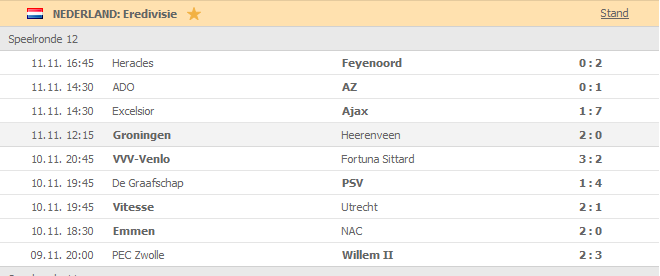 NEDERLAND: Eredivisie Stand
Speelronde 12
11.11. 16:45 Heracles Feyenoord 0 : 2
11.11. 14:30 ADO AZ 0 : 1
11.11. 14:30 Excelsior Ajax 1 : 7
11.11. 12:15 Groningen Heerenveen 2 : 0
10.11. 20:45 VVV-Venlo Fortuna Sittard 3 : 2
10.11. 19:45 De Graafschap PSV 1 : 4
10.11. 19:45 Vitesse Utrecht 2 : 1
10.11. 18:30 Emmen NAC 2 : 0
09.11. 20:00 PEC Zwolle Willem II 2 : 3